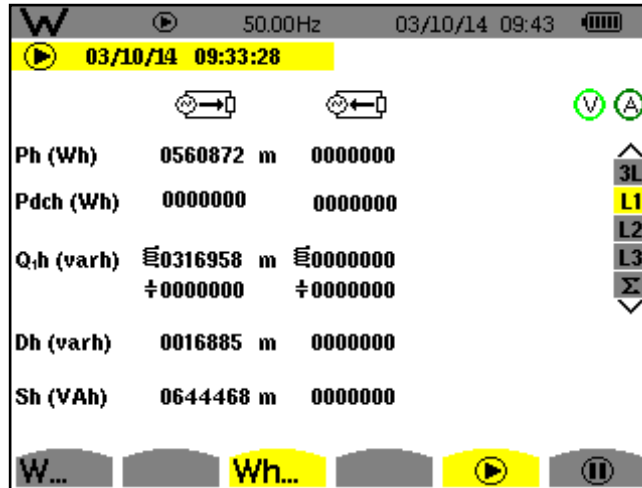 W 50.00Hz 03/10/14 09:43
03/10/14 09:33:28
V A
Ph (Wh) 0560872 m 0000000
3L
Pdch (Wh) 0000000 0000000
L1
L2
Q₁h (varh) 0316958 m 0000000
L3
0000000 0000000
Σ
Dh (varh) 0016885 m 0000000
Sh (VAh) 0644468 m 0000000
W... Wh...